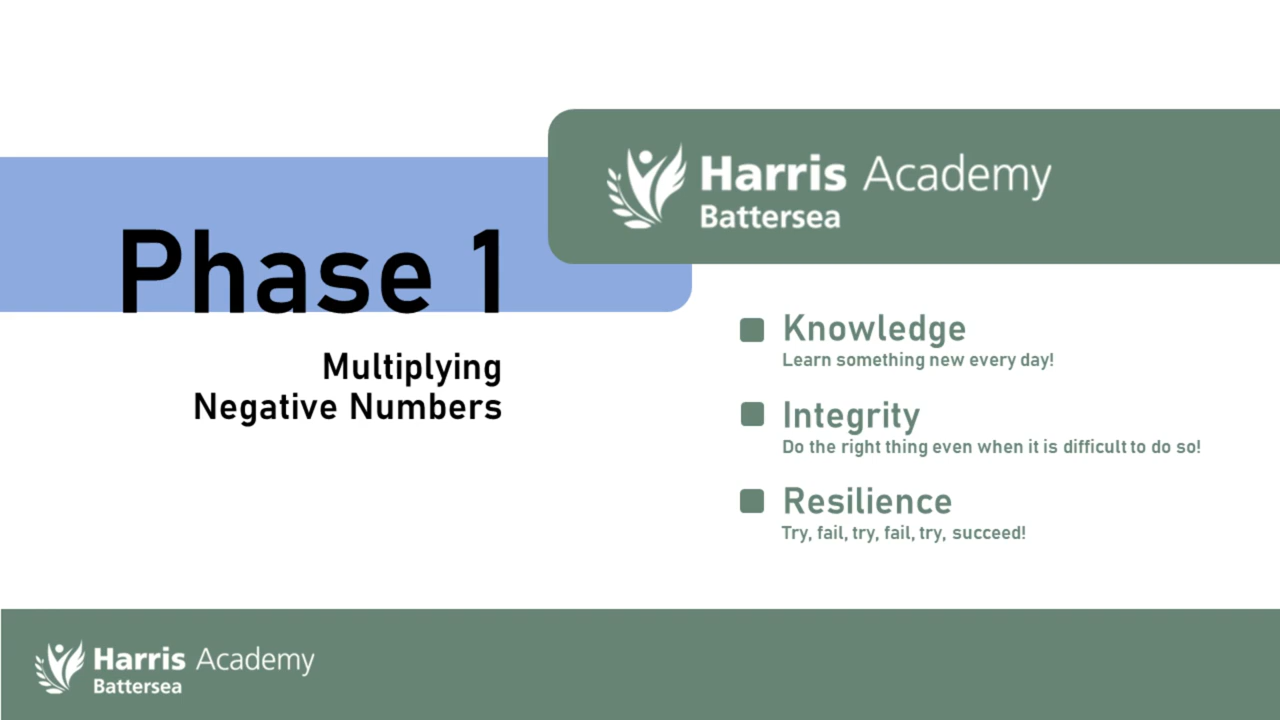 Harris Academy
Battersea
Phase 1
Multiplying
Negative Numbers
Knowledge
Learn something new every day!
Integrity
Do the right thing even when it is difficult to do so!
Resilience
Try, fail, try, fail, try, succeed!
Harris Academy
Battersea